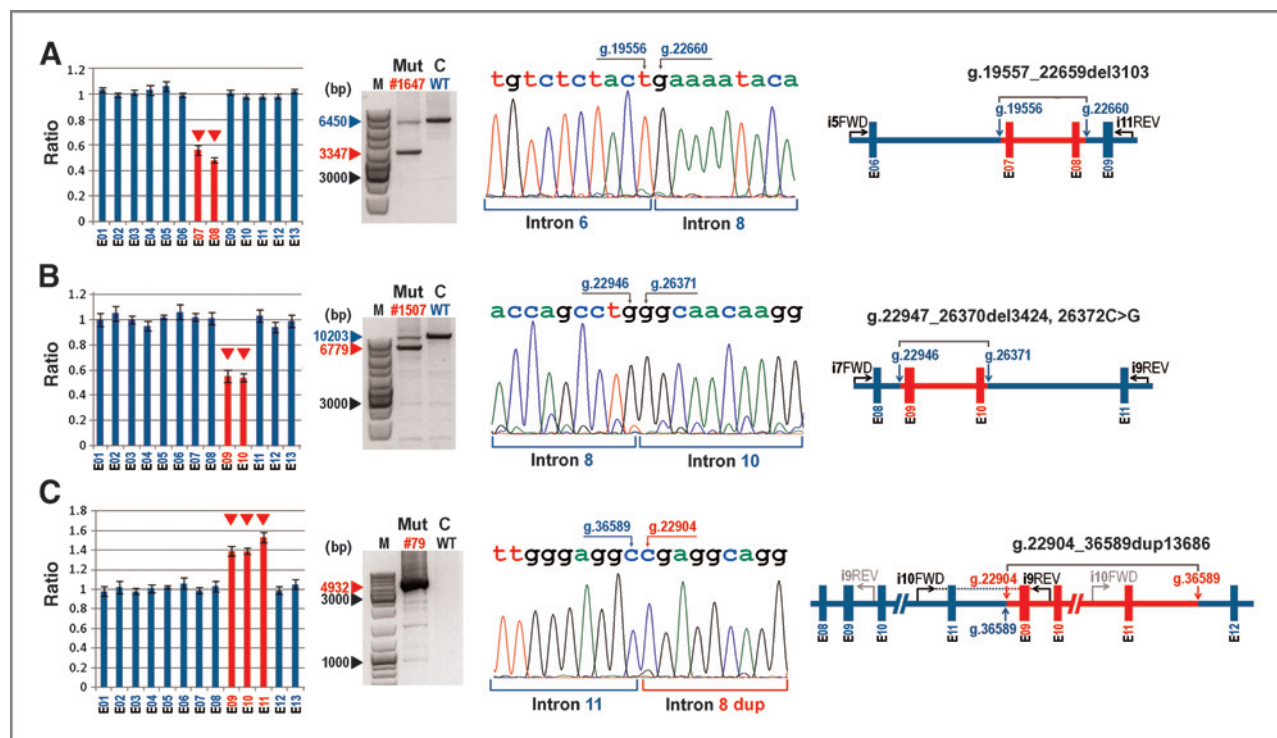 A
Ratio
1.2
1
0.8
0.6
0.4
0.2
0
E01 E02 E03 E04 E05 E06 E07 E08 E09 E10 E11 E12 E13
Mut C
(bp) M #1647 WT
6450
3347
3000
g.19556 g.22660
tgtctctactgaaaataca
Intron 6 Intron 8
g.19557_22659del3103
g.19556 g.22660
i5FWD i11REV
E06 E07 E08 E09
B
Ratio
1.2
1
0.8
0.6
0.4
0.2
0
E01 E02 E03 E04 E05 E06 E07 E08 E09 E10 E11 E12 E13
Mut C
(bp) M #1507 WT
10203
6779
3000
g.22946 g.26371
accagcctgggcaacaagg
Intron 8 Intron 10
g.22947_26370del3424, 26372C>G
g.22946 g.26371
i7FWD i9REV
E08 E09 E10 E11
C
Ratio
1.8
1.6
1.4
1.2
1
0.8
0.6
0.4
0.2
0
E01 E02 E03 E04 E05 E06 E07 E08 E09 E10 E11 E12 E13
Mut C
(bp) M #79 WT
4932
3000
1000
g.36589 g.22904
ttgggaggccgaggcagg
Intron 11 Intron 8 dup
g.22904_36589dup13686
i9REV i10FWD g.22904 i9REV i10FWD g.36589
g.36589
E08 E09 E10 E11 E09 E10 E11 E12